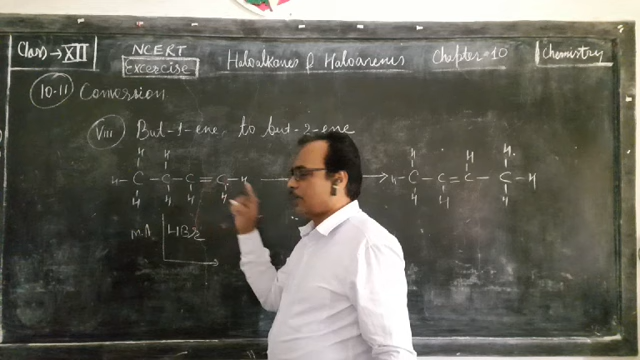 Class → XII NCERT Excercise Haloalkanes & Haloarenes Chapter = 10 Chemistry
10.11 Conversion
VIII But-1-ene, to but-2-ene
H H H H
H - C - C - C = C - H → H - C - C = C - C - H
H H H H H H
HBr